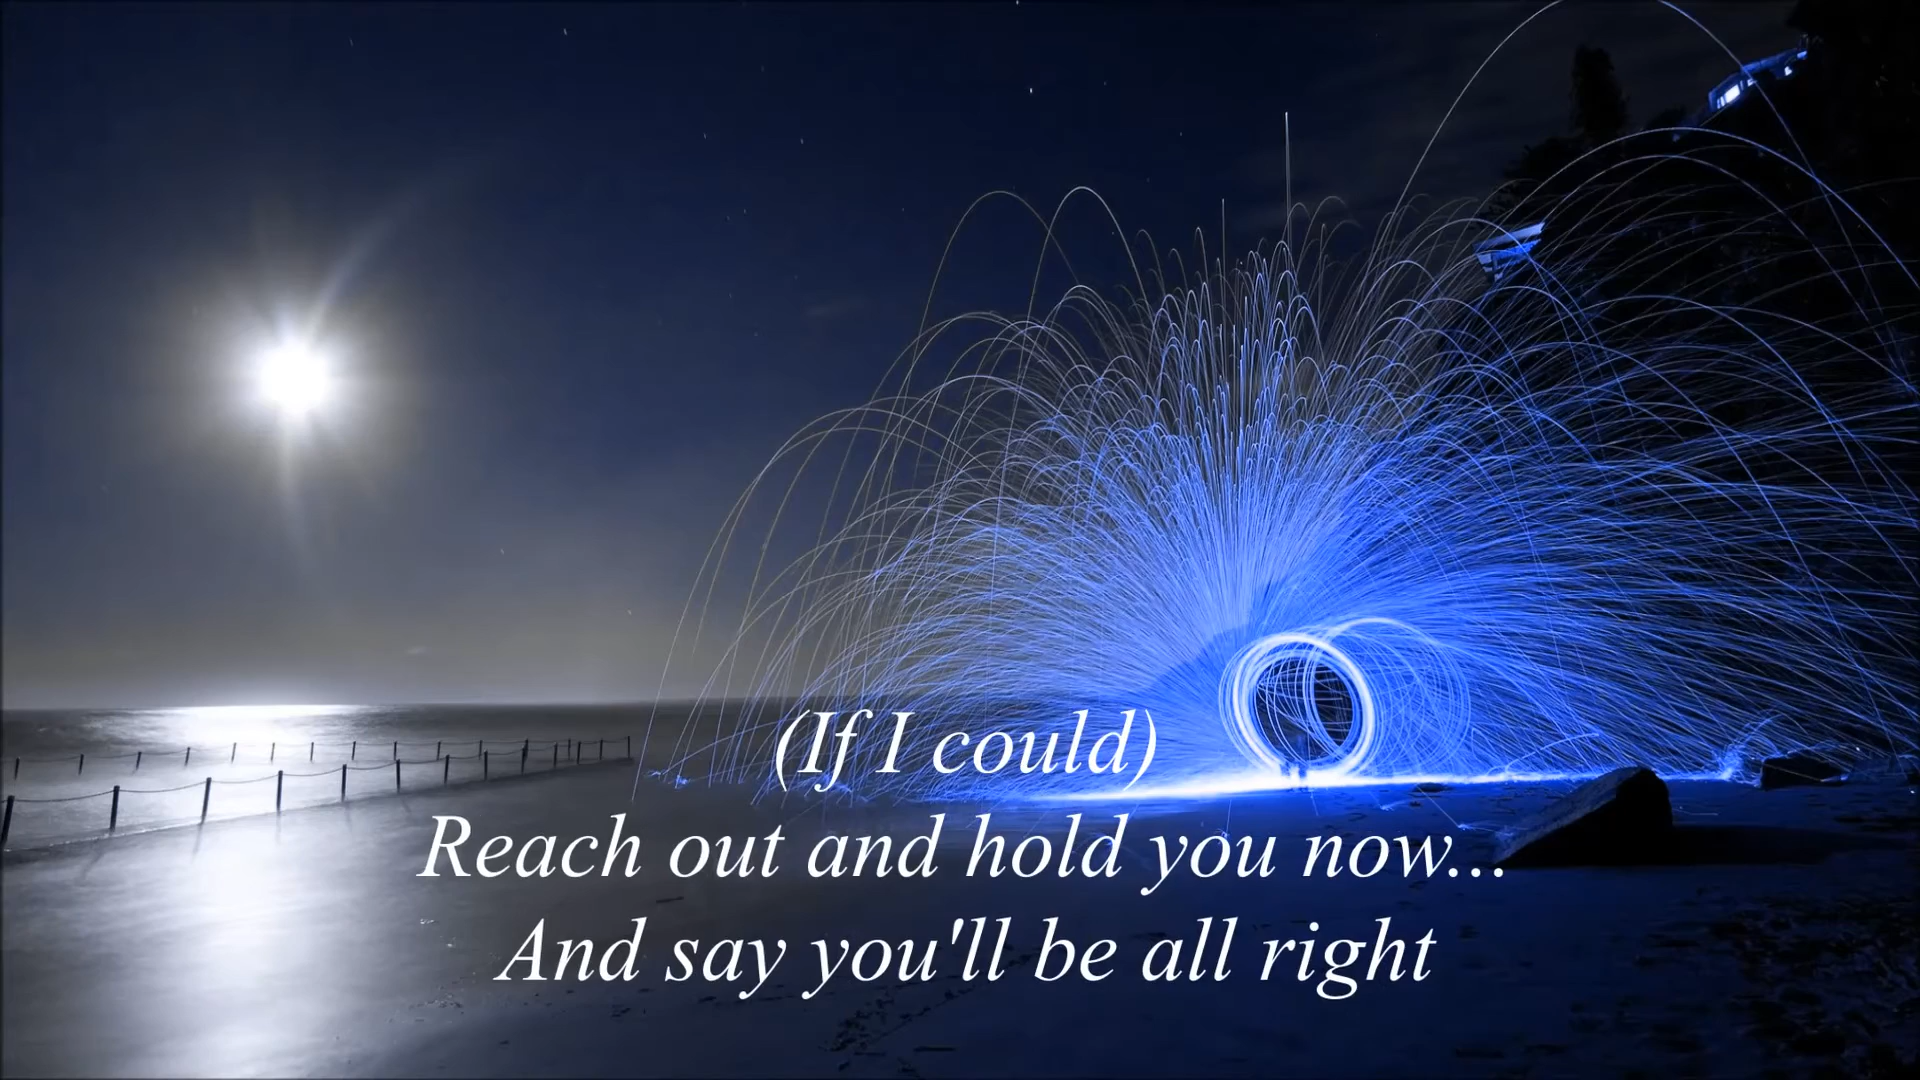 (If I could)
Reach out and hold you now...
And say you'll be all right